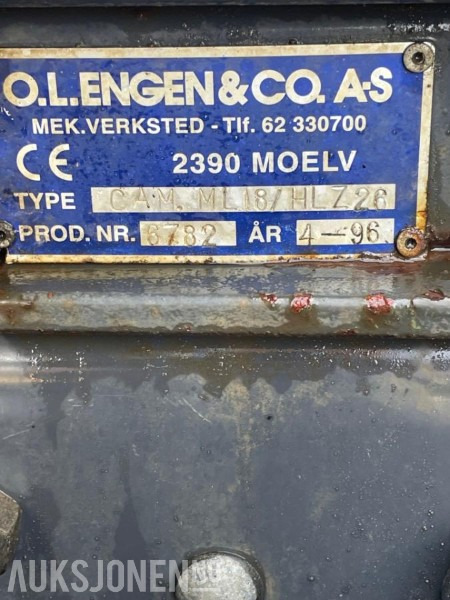 O.L.ENGEN & CO. A-S
MEK.VERKSTED - Tlf. 62 330700
CE 2390 MOELV
TYPE CAM. ML18/HLZ26
PROD. NR. 6782 ÅR 4-96
AUKSJONEN